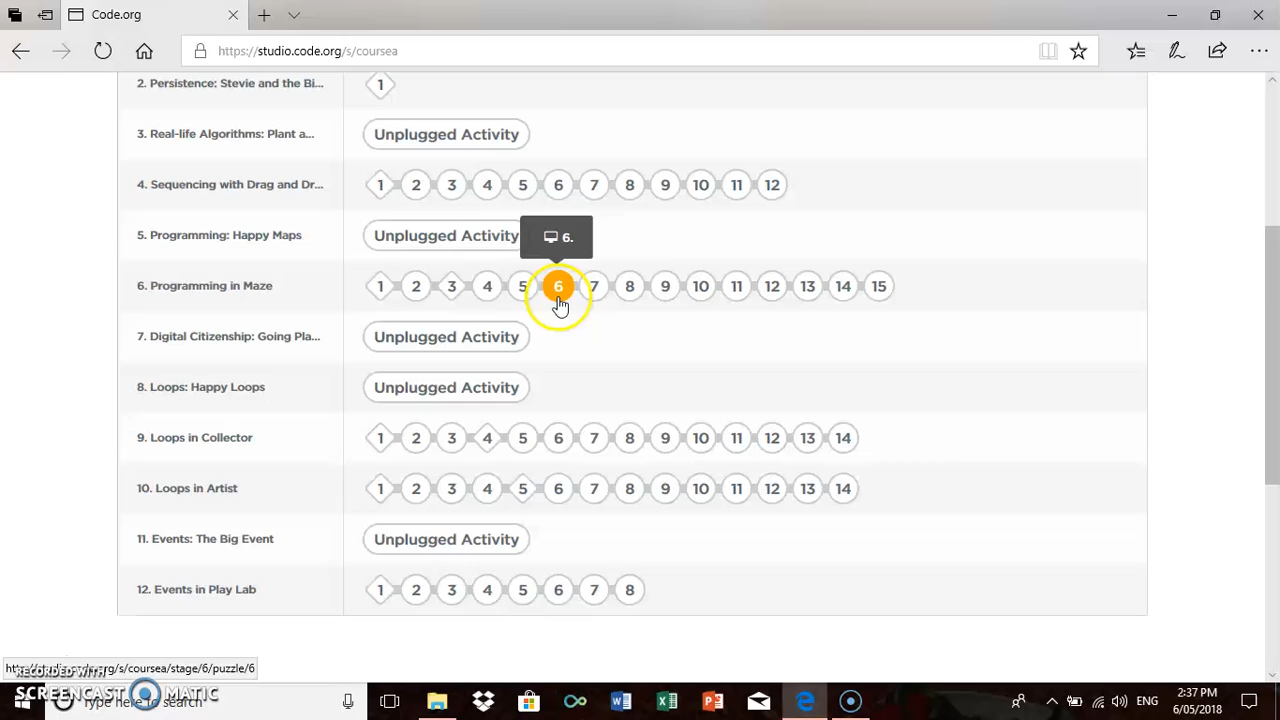 Code.org
https://studio.code.org/s/coursea
2. Persistence: Stevie and the Bi... 1
3. Real-life Algorithms: Plant a... Unplugged Activity
4. Sequencing with Drag and Dr... 1 2 3 4 5 6 7 8 9 10 11 12
6.
5. Programming: Happy Maps Unplugged Activity
6. Programming in Maze 1 2 3 4 5 6 7 8 9 10 11 12 13 14 15
7. Digital Citizenship: Going Pla... Unplugged Activity
8. Loops: Happy Loops Unplugged Activity
9. Loops in Collector 1 2 3 4 5 6 7 8 9 10 11 12 13 14
10. Loops in Artist 1 2 3 4 5 6 7 8 9 10 11 12 13 14
11. Events: The Big Event Unplugged Activity
12. Events in Play Lab 1 2 3 4 5 6 7 8
org/s/coursea/stage/6/puzzle/6
RECORDED WITH
SCREENCAST MATIC
Type here to search
ENG
2:37 PM
6/05/2018